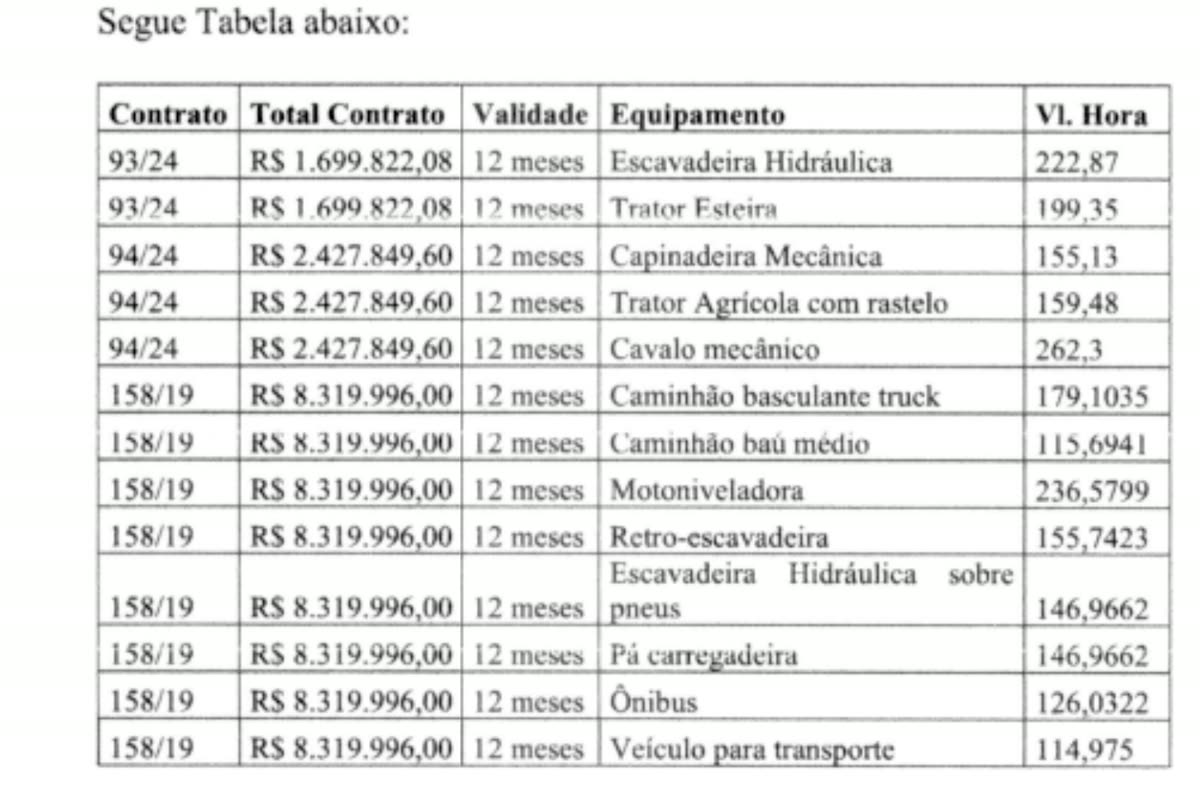 Segue Tabela abaixo:
Contrato Total Contrato Validade Equipamento Vl. Hora
93/24 R$ 1.699.822,08 12 meses Escavadeira Hidráulica 222,87
93/24 R$ 1.699.822,08 12 meses Trator Esteira 199,35
94/24 R$ 2.427.849,60 12 meses Capinadeira Mecânica 155,13
94/24 R$ 2.427.849,60 12 meses Trator Agrícola com rastelo 159,48
94/24 R$ 2.427.849,60 12 meses Cavalo mecânico 262,3
158/19 R$ 8.319.996,00 12 meses Caminhão basculante truck 179,1035
158/19 R$ 8.319.996,00 12 meses Caminhão baú médio 115,6941
158/19 R$ 8.319.996,00 12 meses Motoniveladora 236,5799
158/19 R$ 8.319.996,00 12 meses Retro-escavadeira 155,7423
Escavadeira Hidráulica sobre
158/19 R$ 8.319.996,00 12 meses pneus 146,9662
158/19 R$ 8.319.996,00 12 meses Pá carregadeira 146,9662
158/19 R$ 8.319.996,00 12 meses Ônibus 126,0322
158/19 R$ 8.319.996,00 12 meses Veículo para transporte 114,975